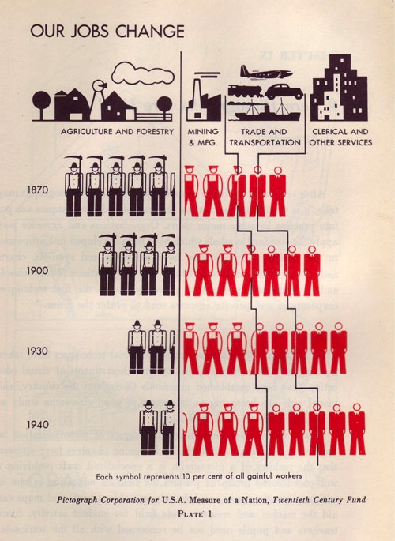 OUR JOBS CHANGE
AGRICULTURE AND FORESTRY
MINING
& MFG.
TRADE AND
TRANSPORTATION
CLERICAL AND
OTHER SERVICES
1870
1900
1930
1940
Each symbol represents 10 per cent of all gainful workers
Pictograph Corporation for U.S.A. Measure of a Nation, Twentieth Century Fund
PLATE 1